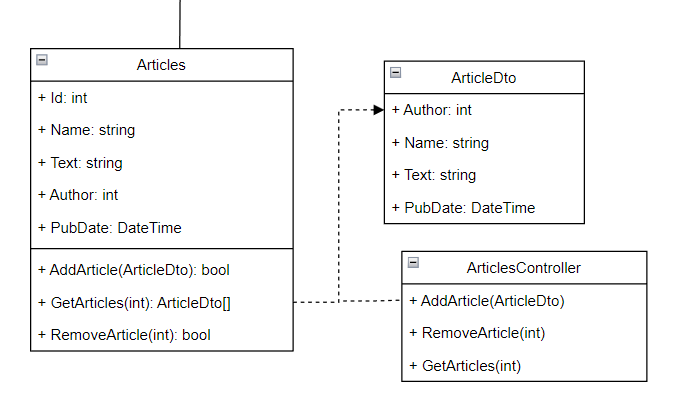 Articles
+ Id: int
+ Name: string
+ Text: string
+ Author: int
+ PubDate: DateTime
+ AddArticle(ArticleDto): bool
+ GetArticles(int): ArticleDto[]
+ RemoveArticle(int): bool
ArticleDto
+ Author: int
+ Name: string
+ Text: string
+ PubDate: DateTime
ArticlesController
+ AddArticle(ArticleDto)
+ RemoveArticle(int)
+ GetArticles(int)